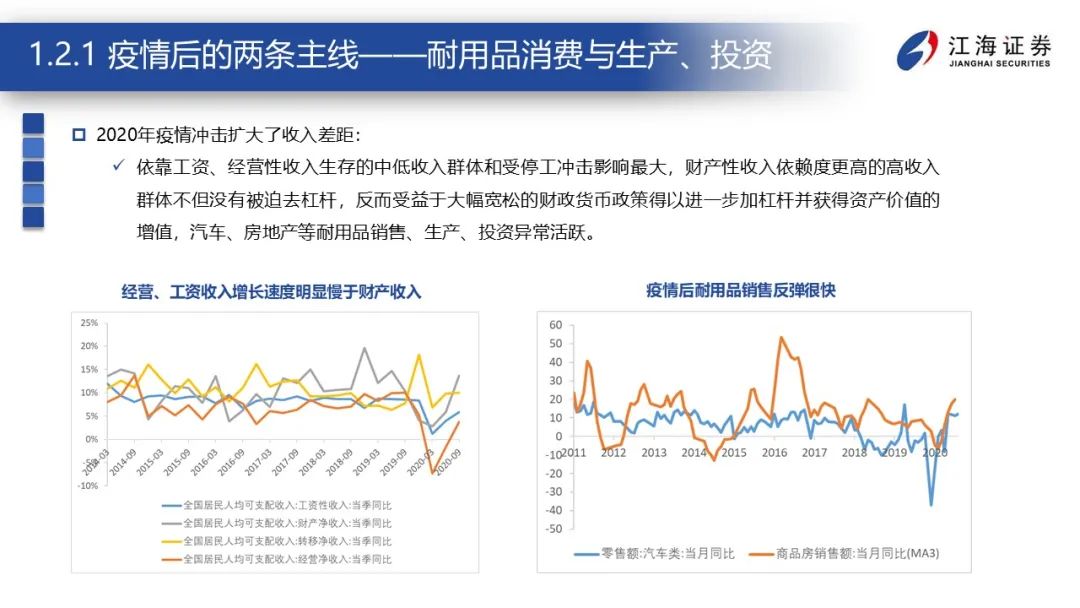 1.2.1 疫情后的两条主线——耐用品消费与生产、投资
江海证券
JIANGHAI SECURITIES
2020年疫情冲击扩大了收入差距：
依靠工资、经营性收入生存的中低收入群体和受停工冲击影响最大，财产性收入依赖度更高的高收入
群体不但没有被迫去杠杆，反而受益于大幅宽松的财政货币政策得以进一步加杠杆并获得资产价值的
增值，汽车、房地产等耐用品销售、生产、投资异常活跃。
经营、工资收入增长速度明显慢于财产收入
25%
20%
15%
10%
5%
0%
-5%
-10%
2014-03
2014-09
2015-03
2015-09
2016-03
2016-09
2017-03
2017-09
2018-03
2018-09
2019-03
2019-09
2020-03
2020-09
全国居民人均可支配收入:工资性收入:当季同比
全国居民人均可支配收入:财产净收入:当季同比
全国居民人均可支配收入:转移净收入:当季同比
全国居民人均可支配收入:经营净收入:当季同比
疫情后耐用品销售反弹很快
60
50
40
30
20
10
0
-10
-20
-30
-40
-50
2011 2012 2013 2014 2015 2016 2017 2018 2019 2020
零售额:汽车类:当月同比 商品房销售额:当月同比(MA3)